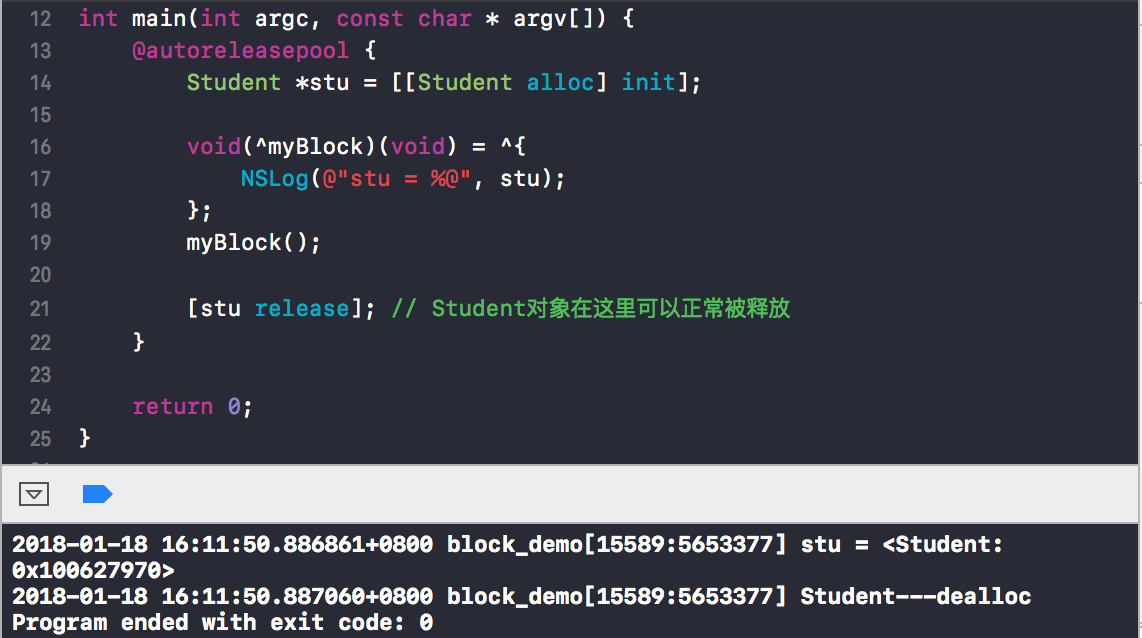 12 int main(int argc, const char * argv[]) {
13 @autoreleasepool {
14 Student *stu = [[Student alloc] init];
15
16 void(^myBlock)(void) = ^{
17 NSLog(@"stu = %@", stu);
18 };
19 myBlock();
20
21 [stu release]; // Student对象在这里可以正常被释放
22 }
23
24 return 0;
25 }
2018-01-18 16:11:50.886861+0800 block_demo[15589:5653377] stu = <Student:
0x100627970>
2018-01-18 16:11:50.887060+0800 block_demo[15589:5653377] Student---dealloc
Program ended with exit code: 0